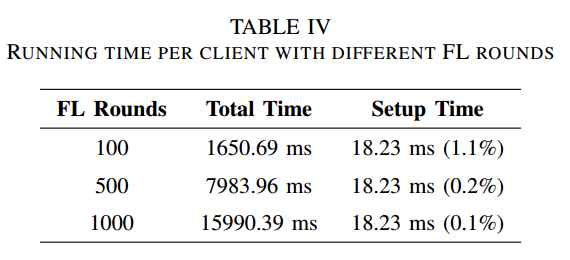 TABLE IV
RUNNING TIME PER CLIENT WITH DIFFERENT FL ROUNDS
FL Rounds Total Time Setup Time
100 1650.69 ms 18.23 ms (1.1%)
500 7983.96 ms 18.23 ms (0.2%)
1000 15990.39 ms 18.23 ms (0.1%)